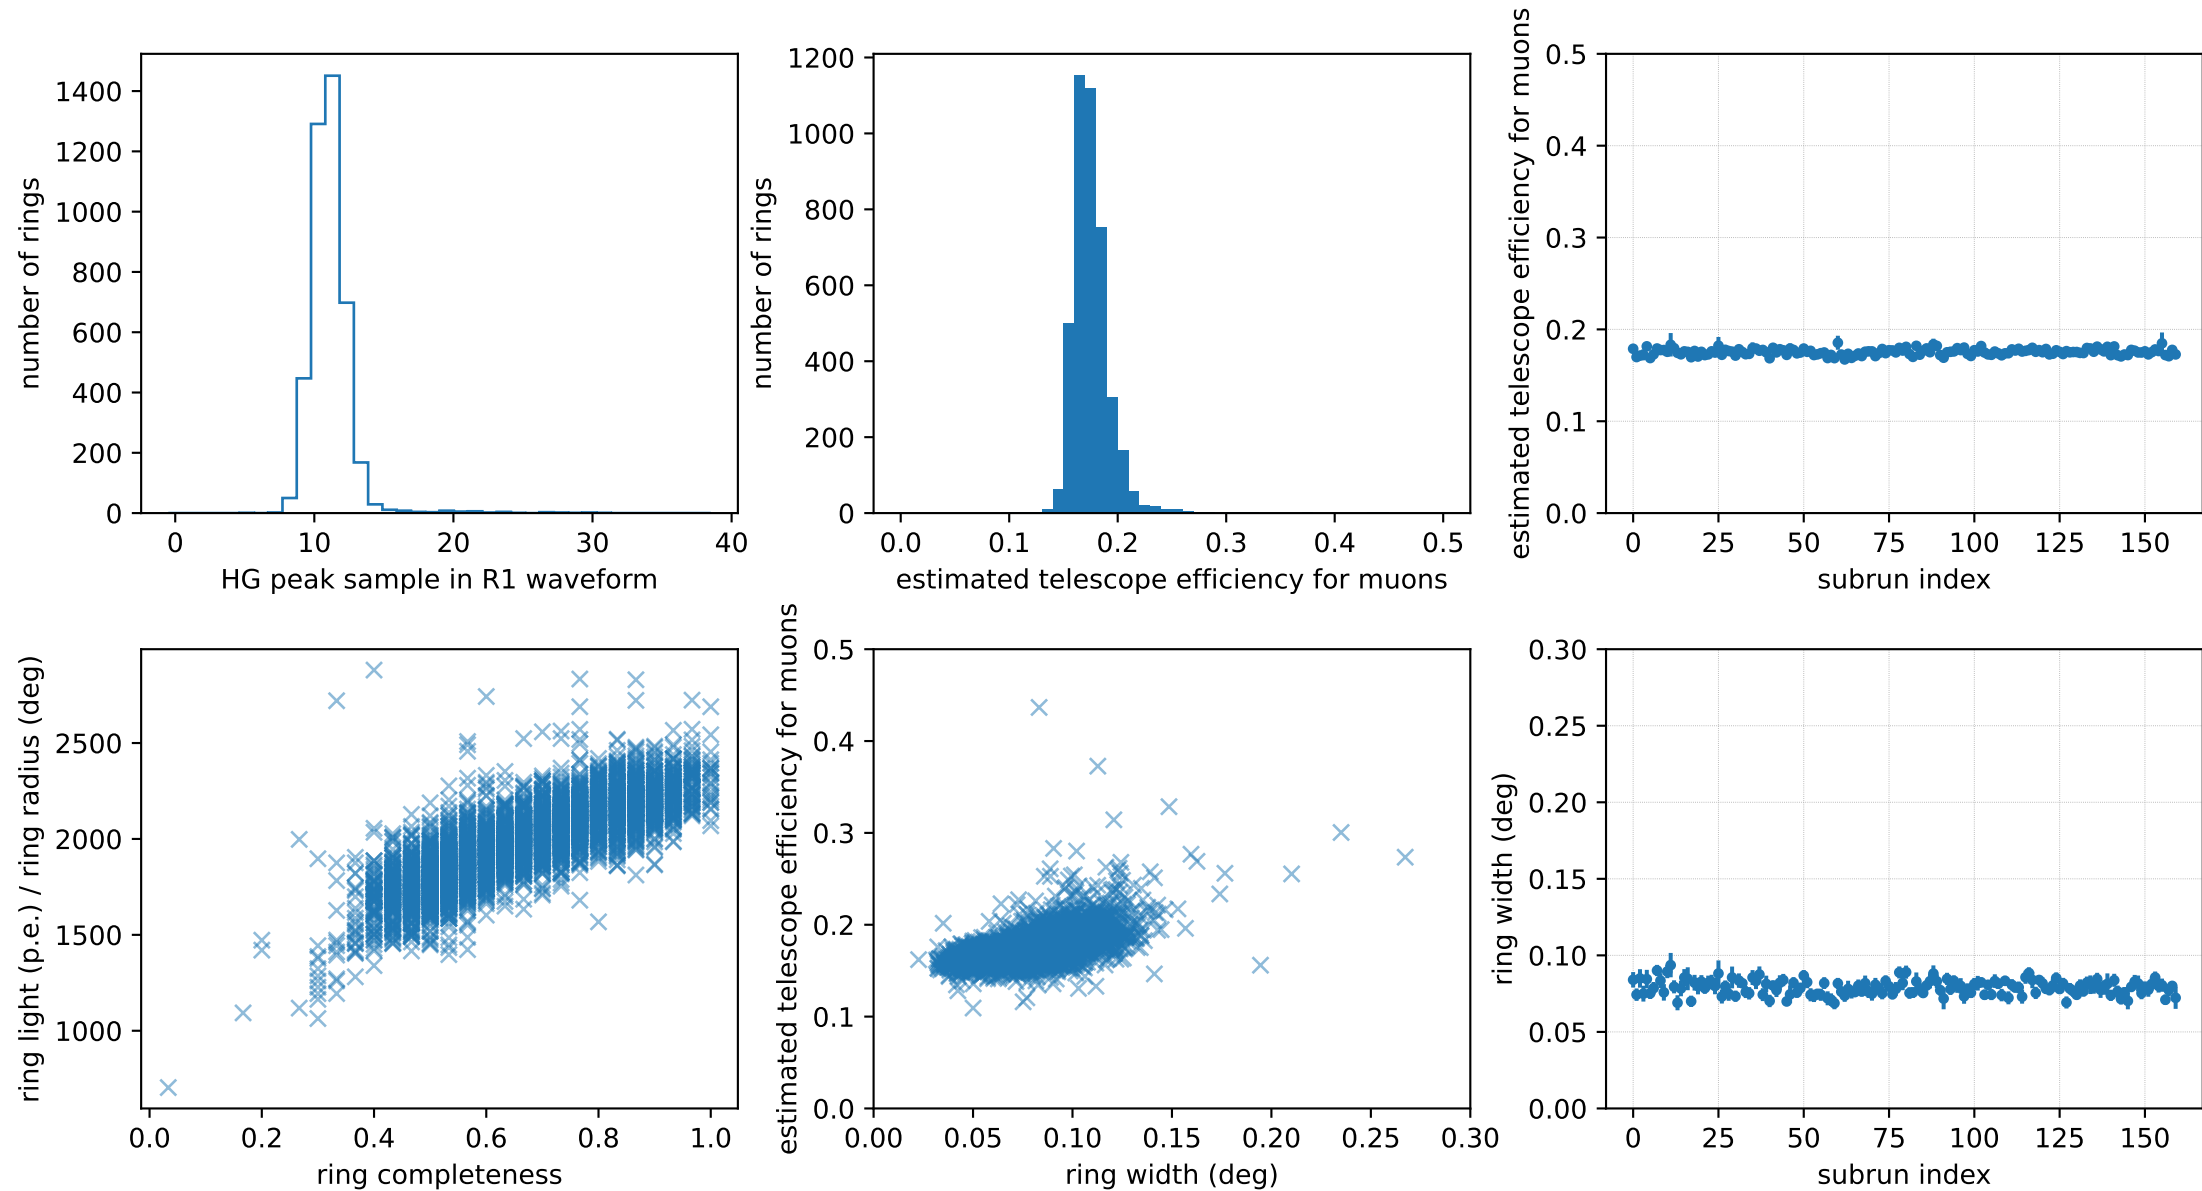 number of rings
1400
1200
1000
800
600
400
200
0
0 10 20 30 40
HG peak sample in R1 waveform
number of rings
1200
1000
800
600
400
200
0
0.0 0.1 0.2 0.3 0.4 0.5
estimated telescope efficiency for muons
estimated telescope efficiency for muons
0.5
0.4
0.3
0.2
0.1
0.0
0 25 50 75 100 125 150
subrun index
ring light (p.e.) / ring radius (deg)
2500
2000
1500
1000
0.0 0.2 0.4 0.6 0.8 1.0
ring completeness
estimated telescope efficiency for muons
0.5
0.4
0.3
0.2
0.1
0.0
0.00 0.05 0.10 0.15 0.20 0.25 0.30
ring width (deg)
ring width (deg)
0.30
0.25
0.20
0.15
0.10
0.05
0.00
0 25 50 75 100 125 150
subrun index